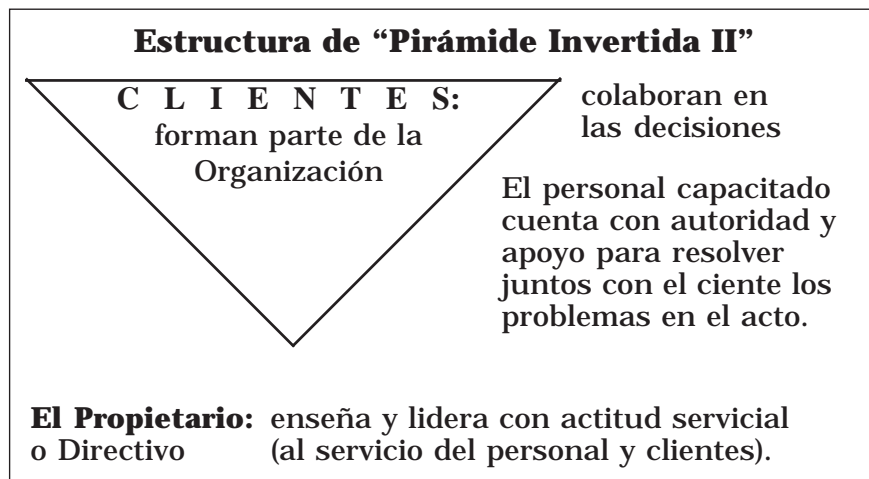 Estructura de “Pirámide Invertida II”
C L I E N T E S:
forman parte de la
Organización
colaboran en
las decisiones
El personal capacitado
cuenta con autoridad y
apoyo para resolver
juntos con el ciente los
problemas en el acto.
El Propietario: enseña y lidera con actitud servicial
o Directivo (al servicio del personal y clientes).